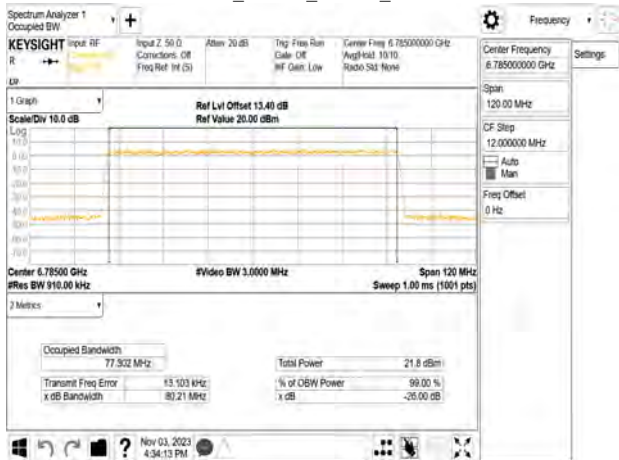 Spectrum Analyzer 1
Occupied BW
Frequency
KEYSIGHT
R
Input: RF
Input Z: 50 Ω
Corrections: Off
Freq Ref: Int (S)
Atten: 20 dB
Trig: Free Run
Gate: Off
#IF Gain: Low
Center Freq: 6.785000000 GHz
Avg|Hold: 10/10
Radio Std: None
Center Frequency
6.785000000 GHz
Settings
Span
120.00 MHz
CF Step
12.000000 MHz
Auto
Man
Freq Offset
0 Hz
1 Graph
Scale/Div 10.0 dB
Ref Lvl Offset 13.40 dB
Ref Value 20.00 dBm
Log
10.0
0.00
Center 6.78500 GHz
#Video BW 3.0000 MHz
Span 120 MHz
#Res BW 910.00 kHz
Sweep 1.00 ms (1001 pts)
2 Metrics
Occupied Bandwidth
77.302 MHz
Total Power 21.8 dBm
Transmit Freq Error 13.103 kHz
% of OBW Power 99.00 %
x dB Bandwidth 80.21 MHz
x dB -26.00 dB
?
Nov 03, 2023
4:34:13 PM